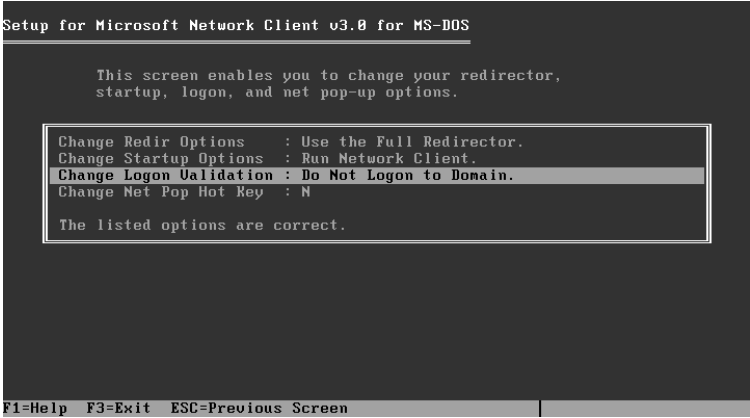 Setup for Microsoft Network Client v3.0 for MS-DOS
This screen enables you to change your redirector,
startup, logon, and net pop-up options.
Change Redir Options : Use the Full Redirector.
Change Startup Options : Run Network Client.
Change Logon Validation : Do Not Logon to Domain.
Change Net Pop Hot Key : N
The listed options are correct.
F1=Help F3=Exit ESC=Previous Screen